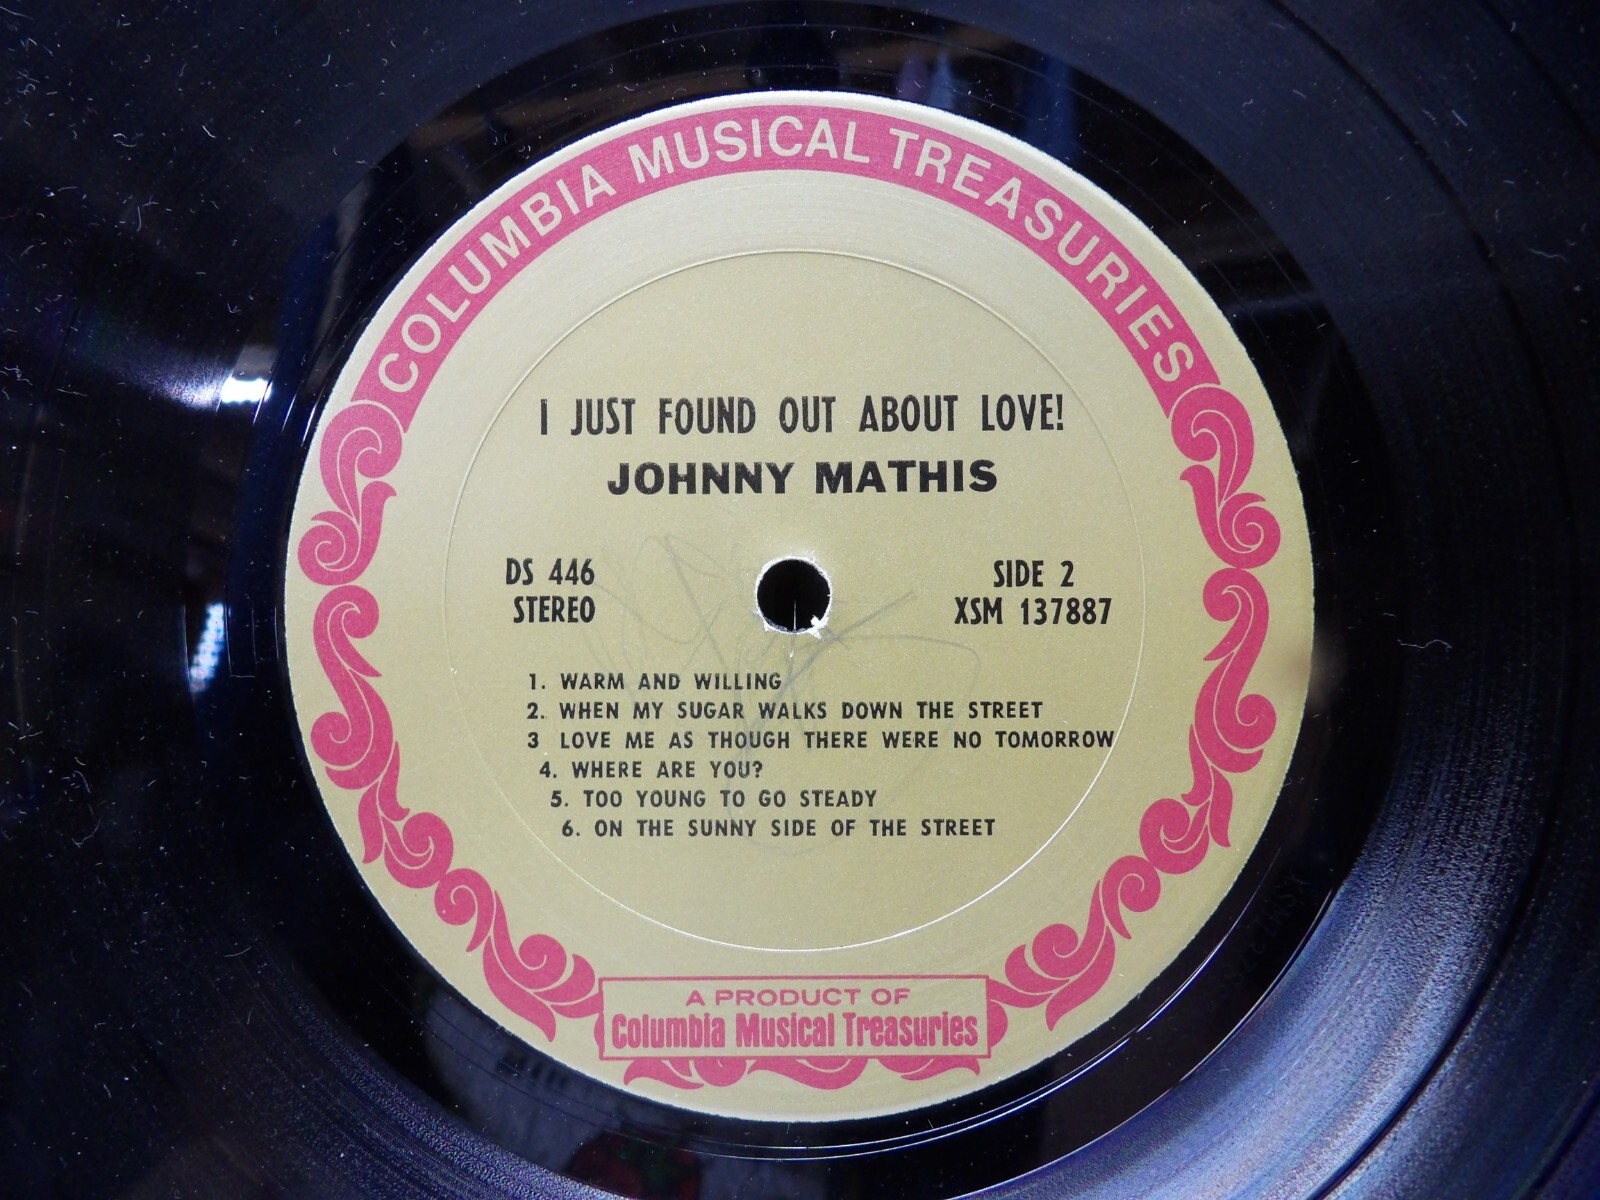 COLUMBIA MUSICAL TREASURIES
I JUST FOUND OUT ABOUT LOVE!
JOHNNY MATHIS
DS 446
STEREO
SIDE 2
XSM 137887
1. WARM AND WILLING
2. WHEN MY SUGAR WALKS DOWN THE STREET
3 LOVE ME AS THOUGH THERE WERE NO TOMORROW
4. WHERE ARE YOU?
5. TOO YOUNG TO GO STEADY
6. ON THE SUNNY SIDE OF THE STREET
A PRODUCT OF
Columbia Musical Treasuries